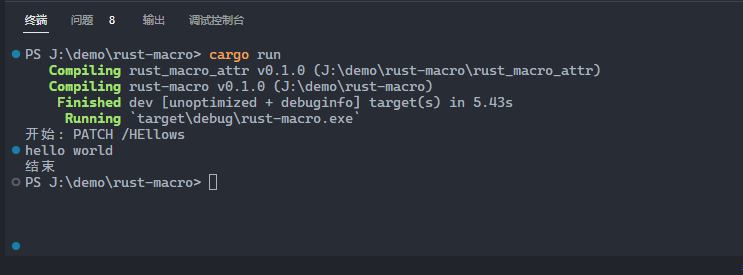 终端 问题 8 输出 调试控制台
PS J:\demo\rust-macro> cargo run
Compiling rust_macro_attr v0.1.0 (J:\demo\rust-macro\rust_macro_attr)
Compiling rust-macro v0.1.0 (J:\demo\rust-macro)
Finished dev [unoptimized + debuginfo] target(s) in 5.43s
Running `target\debug\rust-macro.exe`
开始: PATCH /HEllows
hello world
结束
PS J:\demo\rust-macro>